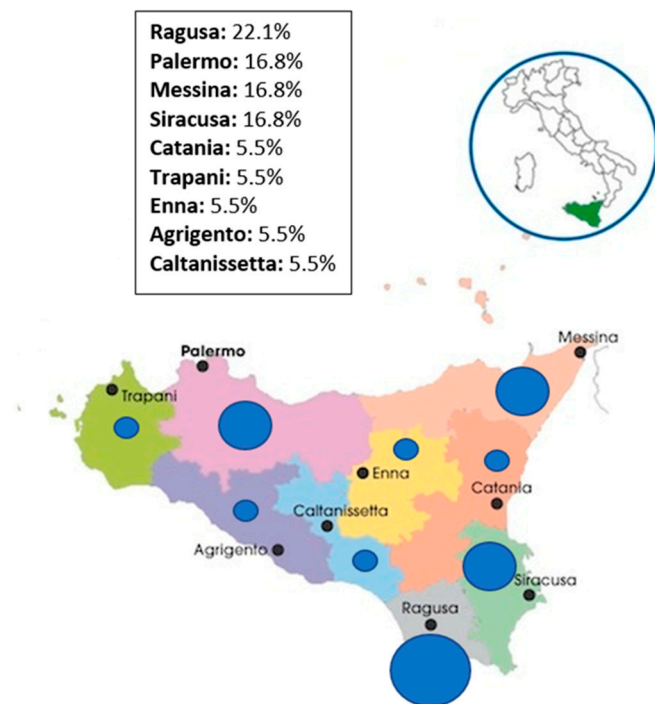 Ragusa: 22.1%
Palermo: 16.8%
Messina: 16.8%
Siracusa: 16.8%
Catania: 5.5%
Trapani: 5.5%
Enna: 5.5%
Agrigento: 5.5%
Caltanissetta: 5.5%
Messina
Palermo
Trapani
Enna
Catania
Caltanissetta
Agrigento
Siracusa
Ragusa